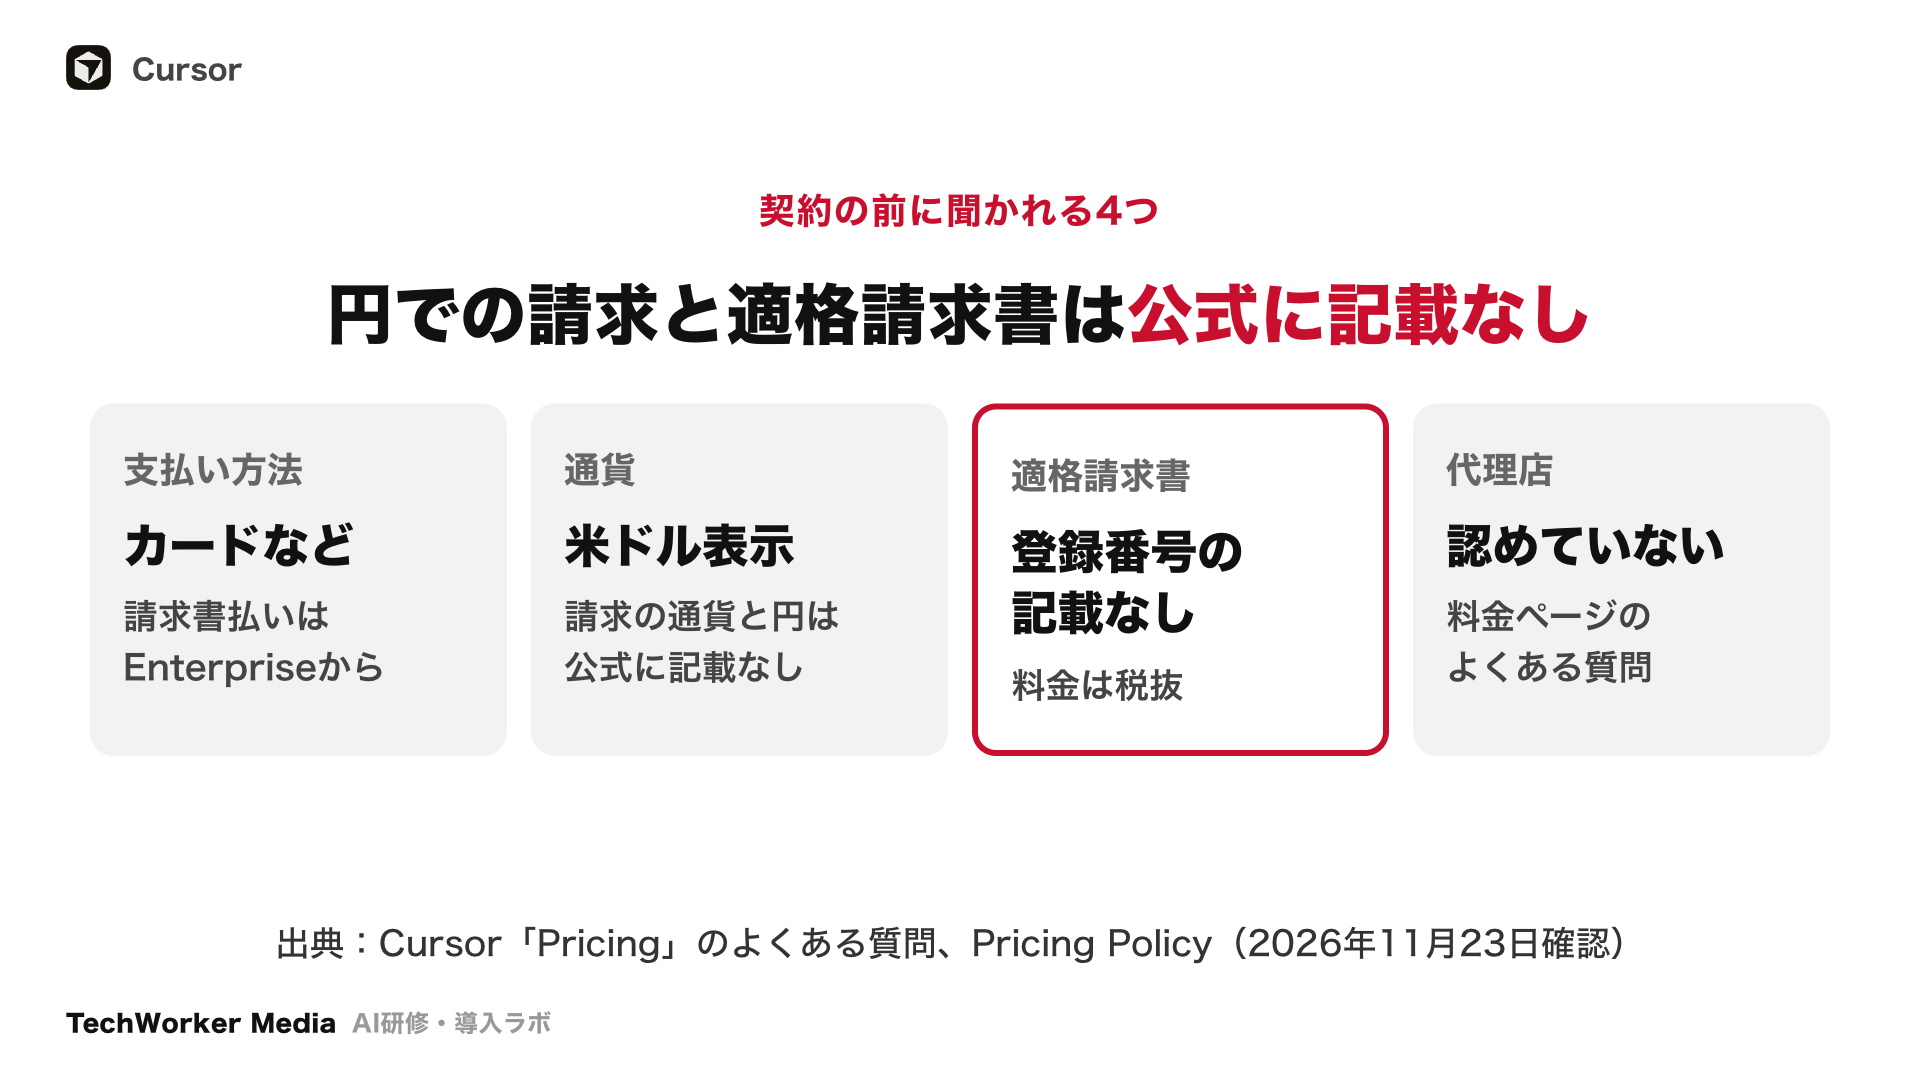 Cursor
契約の前に聞かれる4つ
円での請求と適格請求書は公式に記載なし
支払い方法
カードなど
請求書払いは
Enterpriseから
通貨
米ドル表示
請求の通貨と円は
公式に記載なし
適格請求書
登録番号の
記載なし
料金は税抜
代理店
認めていない
料金ページの
よくある質問
出典：Cursor「Pricing」のよくある質問、Pricing Policy（2026年11月23日確認）
TechWorker Media AI研修・導入ラボ